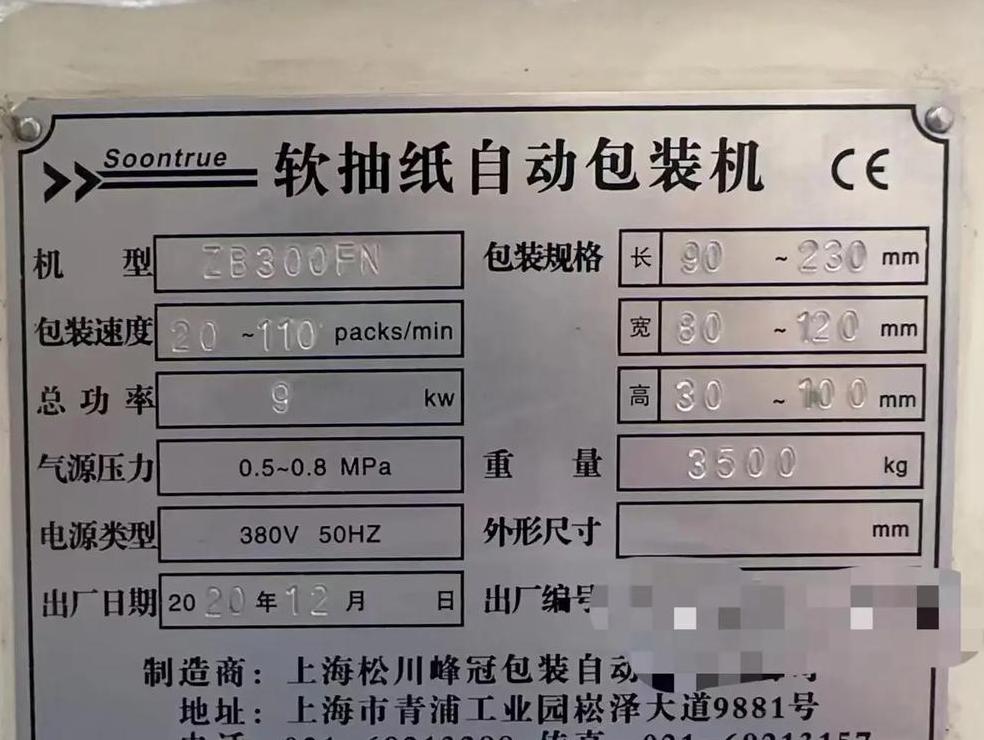 Soontrue 软抽纸自动包装机 CE
机型 ZB300FN 包装规格 长 90 ~ 230 mm
包装速度 20 ~110 packs/min 宽 80 ~ 120 mm
总功率 9 kw 高 30 ~ 100 mm
气源压力 0.5~0.8 MPa 重量 3500 kg
电源类型 380V 50HZ 外形尺寸 mm
出厂日期 2020年12月 日 出厂编号
制造商：上海松川峰冠包装自动
地址：上海市青浦工业园崧泽大道9881号